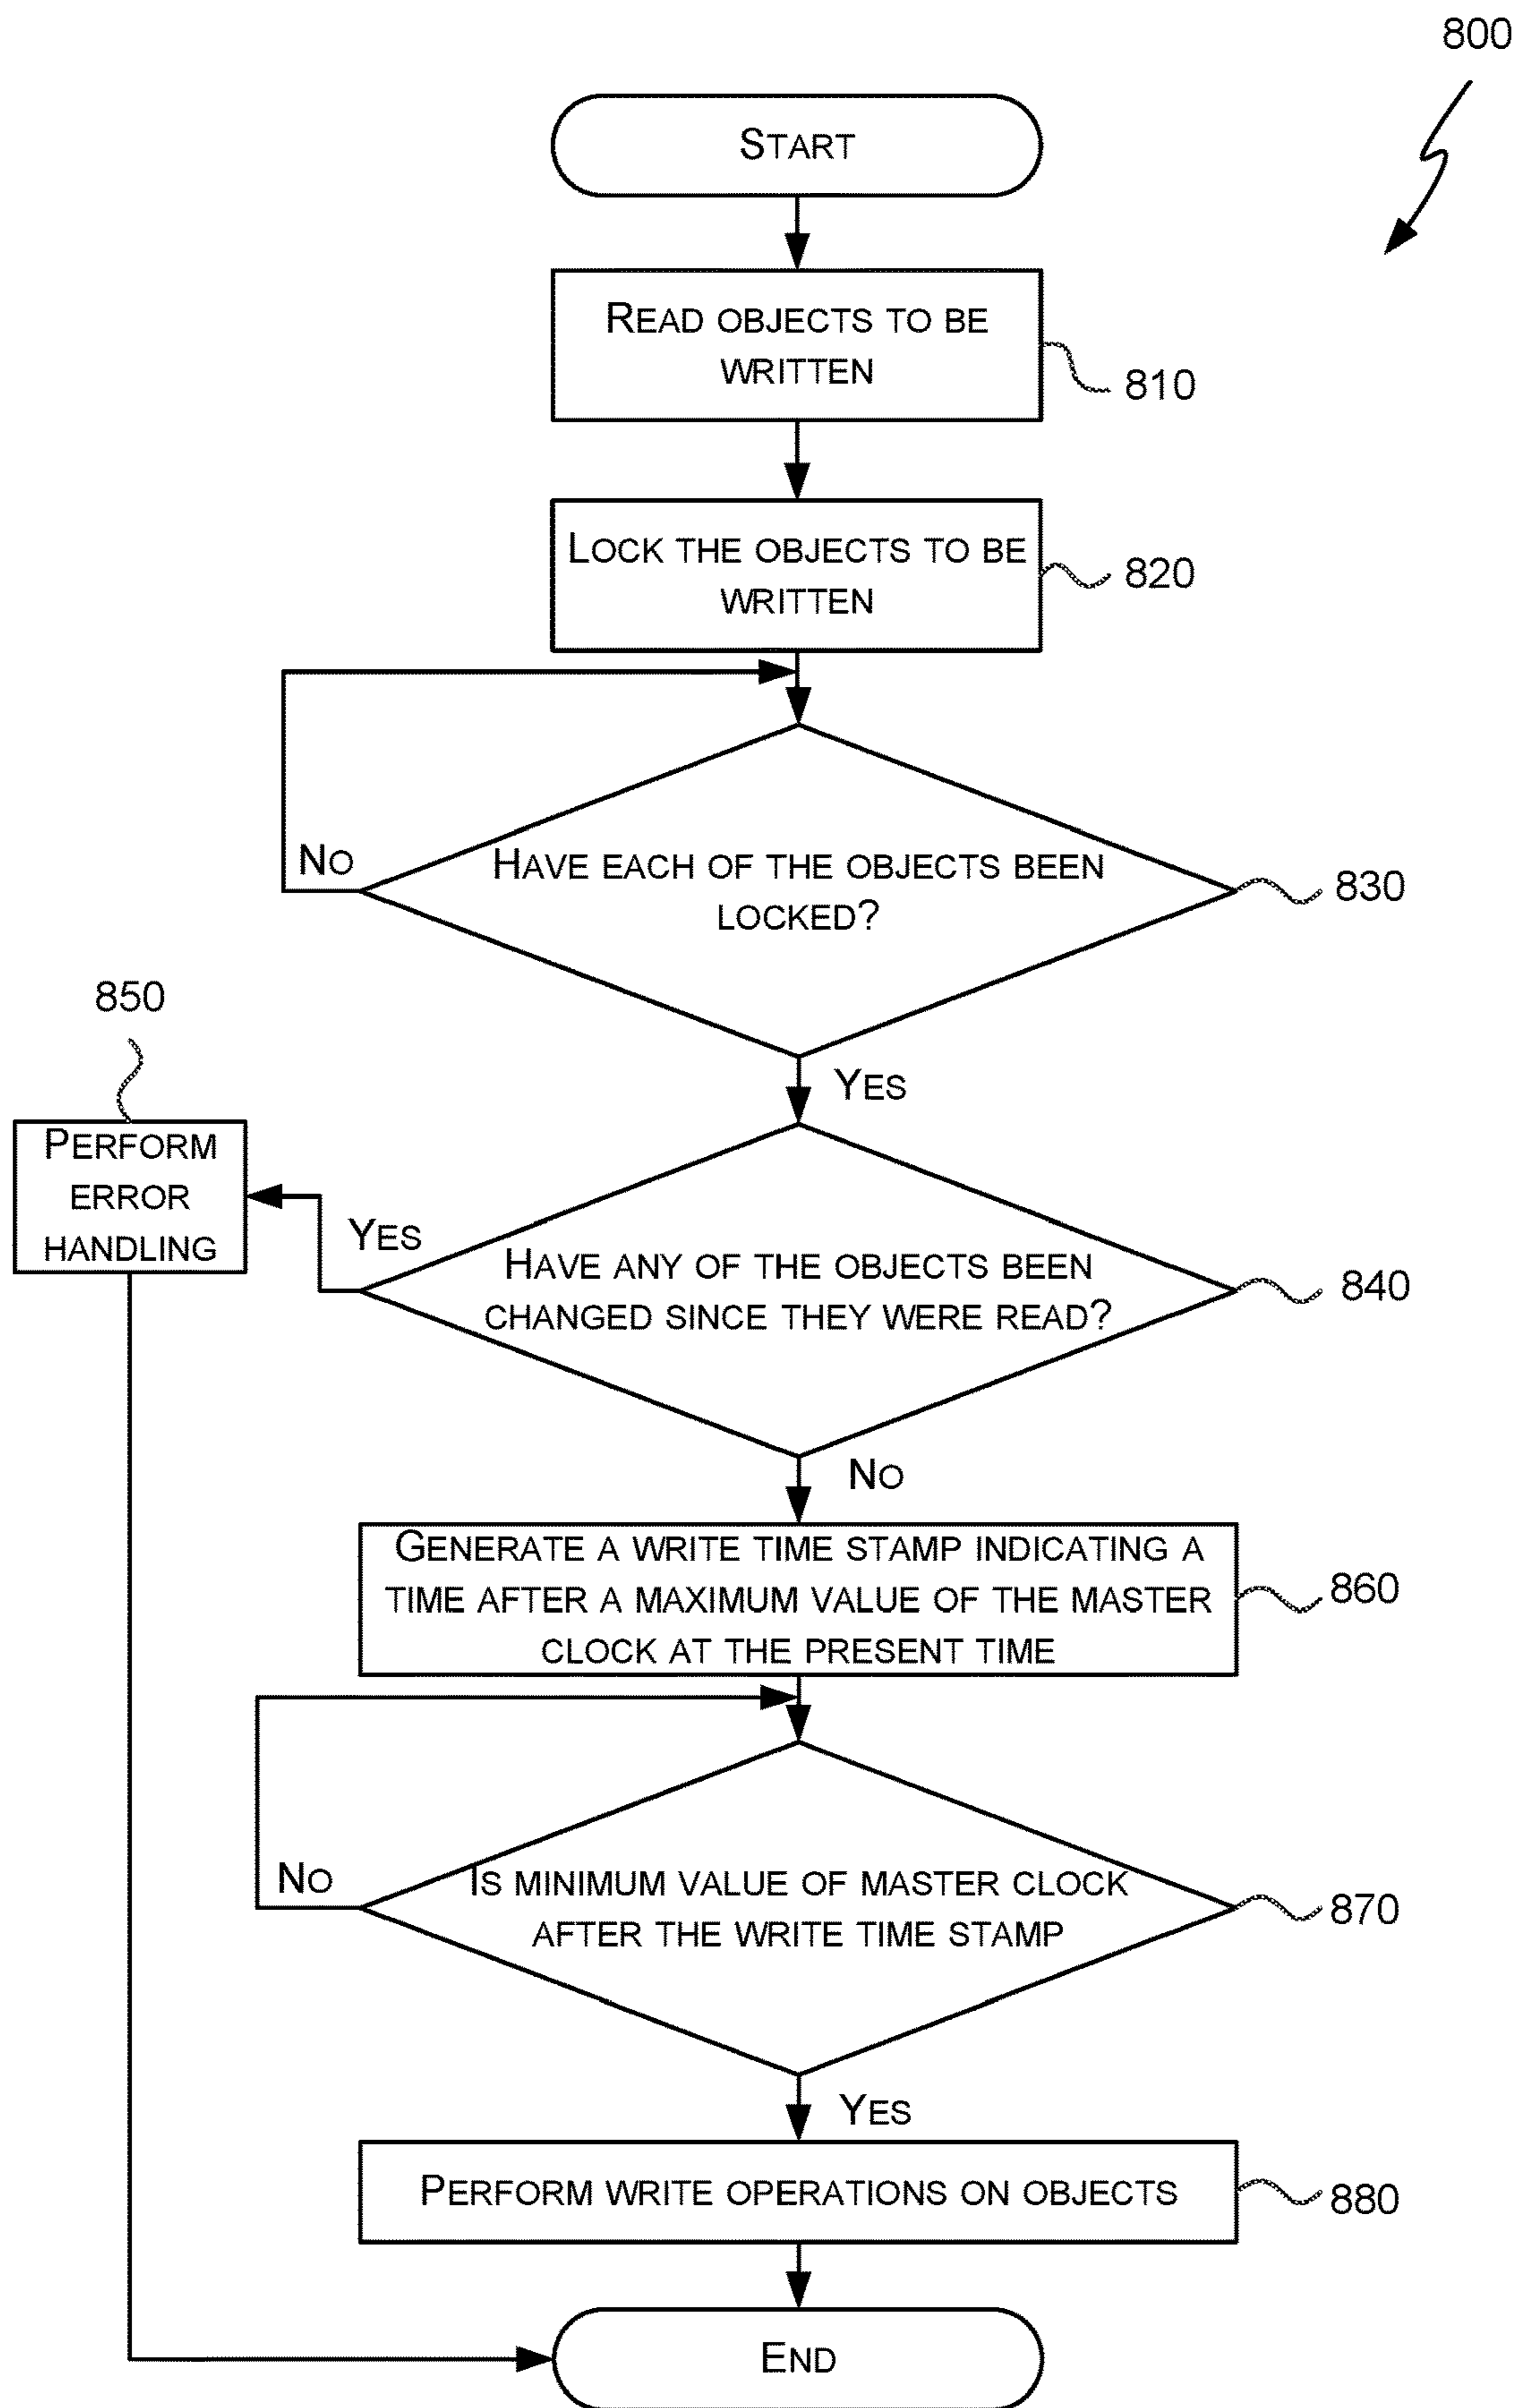 800
START
READ OBJECTS TO BE
WRITTEN
810
LOCK THE OBJECTS TO BE
WRITTEN
820
NO
HAVE EACH OF THE OBJECTS BEEN
LOCKED?
830
YES
850
PERFORM
ERROR
HANDLING
YES
HAVE ANY OF THE OBJECTS BEEN
CHANGED SINCE THEY WERE READ?
840
NO
GENERATE A WRITE TIME STAMP INDICATING A
TIME AFTER A MAXIMUM VALUE OF THE MASTER
CLOCK AT THE PRESENT TIME
860
NO
IS MINIMUM VALUE OF MASTER CLOCK
AFTER THE WRITE TIME STAMP
870
YES
PERFORM WRITE OPERATIONS ON OBJECTS
880
END